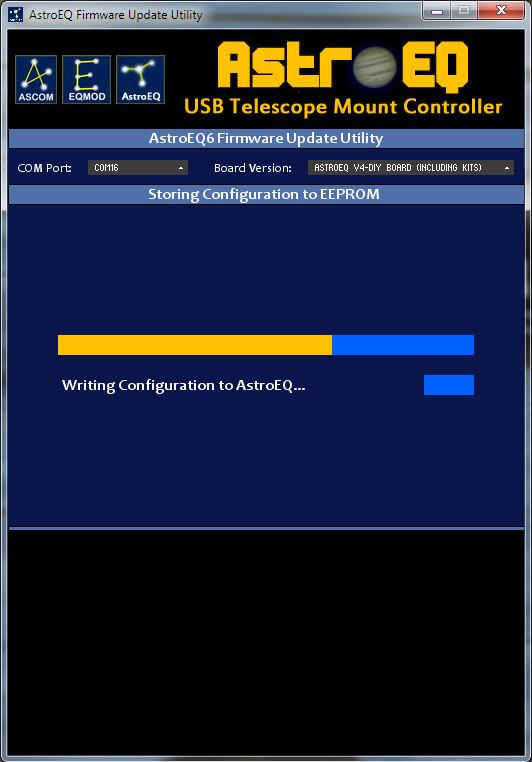 AstroEQ Firmware Update Utility
ASCOM EQMOD AstroEQ
AstroEQ
USB Telescope Mount Controller
AstroEQ6 Firmware Update Utility
COM Port: COM16 Board Version: ASTROEQ V4-DIY BOARD (INCLUDING KITS)
Storing Configuration to EEPROM
Writing Configuration to AstroEQ...